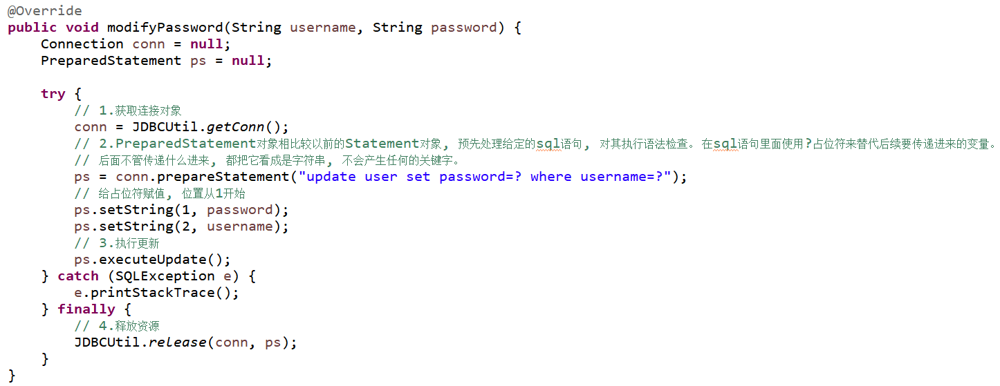 @Override
public void modifyPassword(String username, String password) {
    Connection conn = null;
    PreparedStatement ps = null;

    try {
        // 1.获取连接对象
        conn = JDBCUtil.getConn();
        // 2.PreparedStatement对象相比较以前的Statement对象, 预先处理给定的sql语句, 对其执行语法检查。在sql语句里面使用?占位符来替代后续要传递进来的变量。
        // 后面不管传递什么进来, 都把它看成是字符串, 不会产生任何的关键字。
        ps = conn.prepareStatement("update user set password=? where username=?");
        // 给占位符赋值, 位置从1开始
        ps.setString(1, password);
        ps.setString(2, username);
        // 3.执行更新
        ps.executeUpdate();
    } catch (SQLException e) {
        e.printStackTrace();
    } finally {
        // 4.释放资源
        JDBCUtil.release(conn, ps);
    }
}